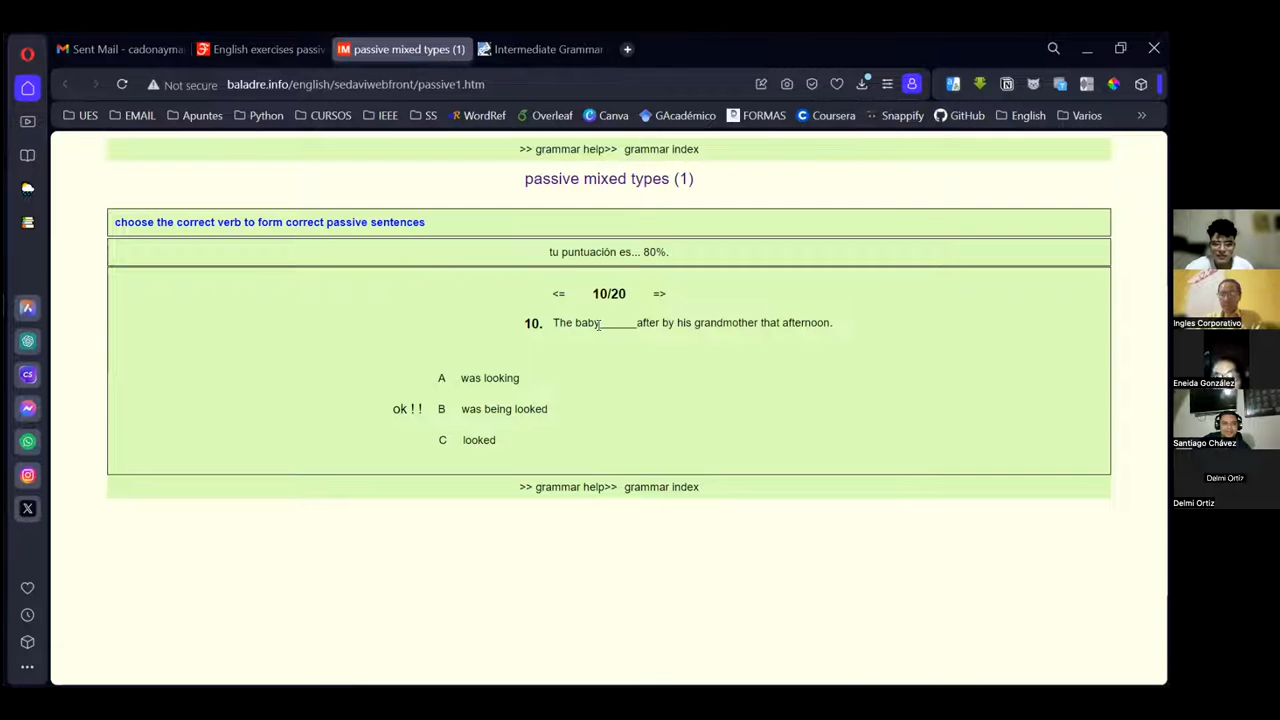 Sent Mail - cadonayma
English exercises passiv
passive mixed types (1)
Intermediate Grammar
Not secure
baladre.info/english/sedaviwebfront/passive1.htm
UES
EMAIL
Apuntes
Python
CURSOS
IEEE
SS
WordRef
Overleaf
Canva
GAcadémico
FORMAS
Coursera
Snappify
GitHub
English
Varios
>> grammar help>> grammar index
passive mixed types (1)
choose the correct verb to form correct passive sentences
tu puntuación es... 80%.
<= 10/20 =>
10. The baby______after by his grandmother that afternoon.
A was looking
ok ! ! B was being looked
C looked
>> grammar help>> grammar index
Ingles Corporativo
Eneida González
Santiago Chávez
Delmi Ortiz
Delmi Ortiz